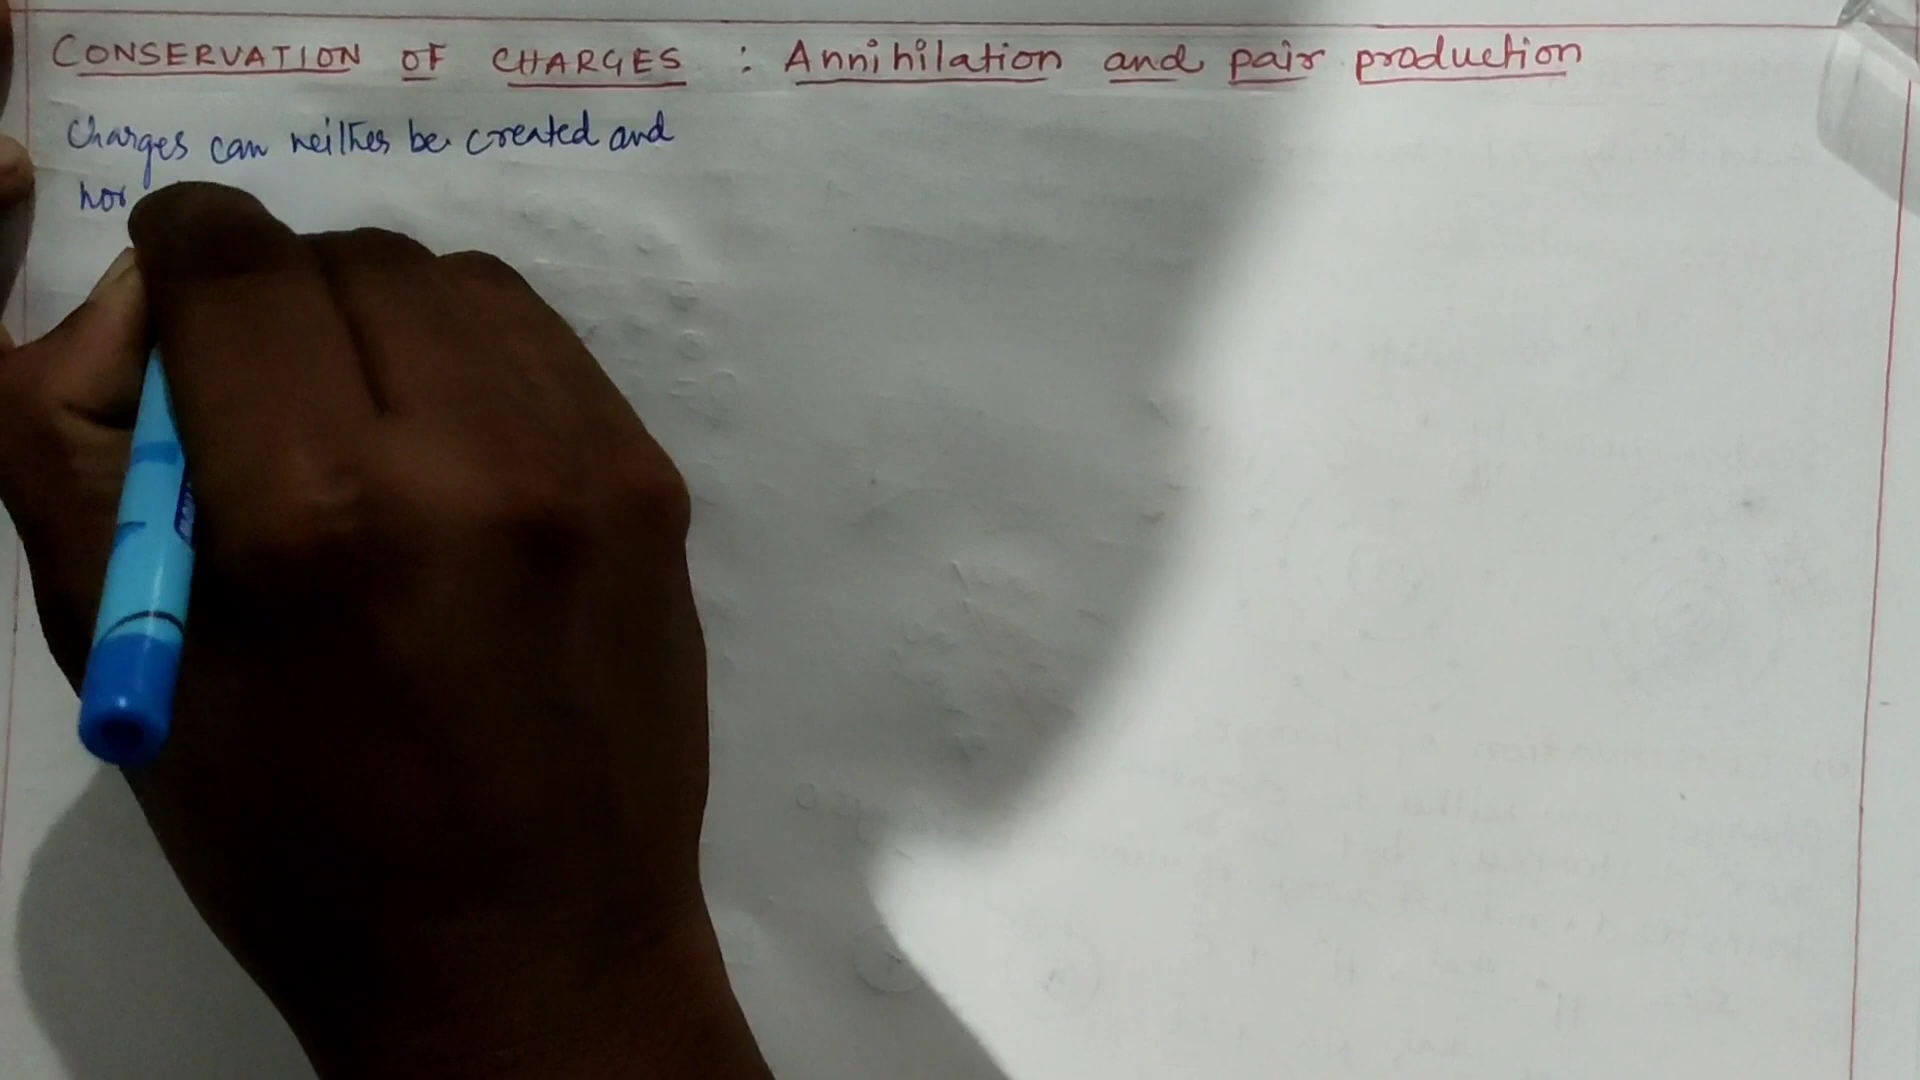 CONSERVATION OF CHARGES : Annihilation and pair production
Charges can neither be created and
nor